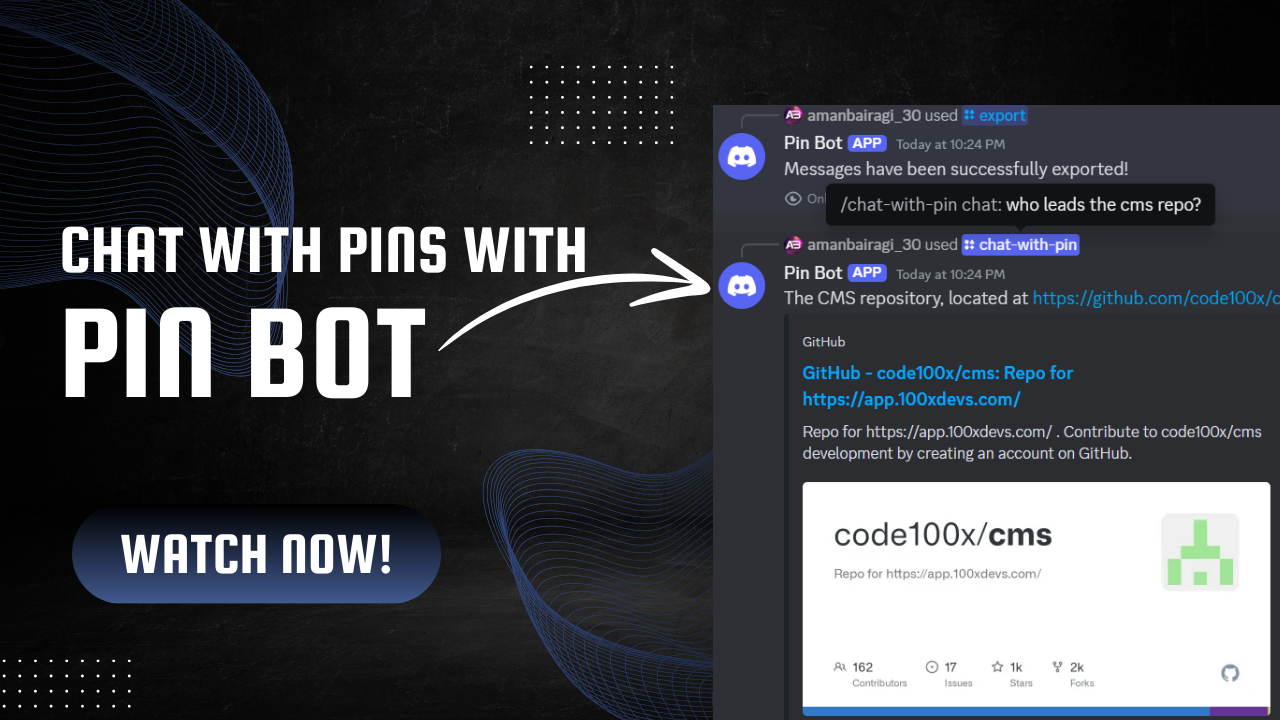 CHAT WITH PINS WITH
PIN BOT
WATCH NOW!
amanbairagi_30 used export
Pin Bot APP Today at 10:24 PM
Messages have been successfully exported!
/chat-with-pin chat: who leads the cms repo?
amanbairagi_30 used chat-with-pin
Pin Bot APP Today at 10:24 PM
The CMS repository, located at https://github.com/code100x/c
GitHub
GitHub - code100x/cms: Repo for
https://app.100xdevs.com/
Repo for https://app.100xdevs.com/ . Contribute to code100x/cms
development by creating an account on GitHub.
code100x/cms
Repo for https://app.100xdevs.com/
162 17 1k 2k
Contributors Issues Stars Forks